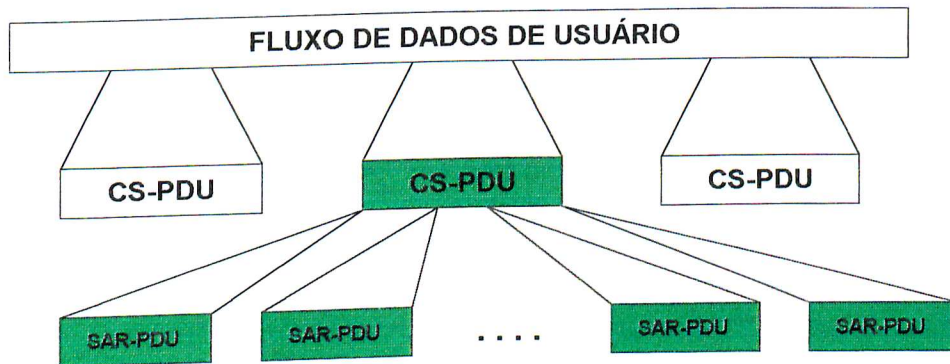 FLUXO DE DADOS DE USUÁRIO
CS-PDU CS-PDU CS-PDU
SAR-PDU SAR-PDU .... SAR-PDU SAR-PDU